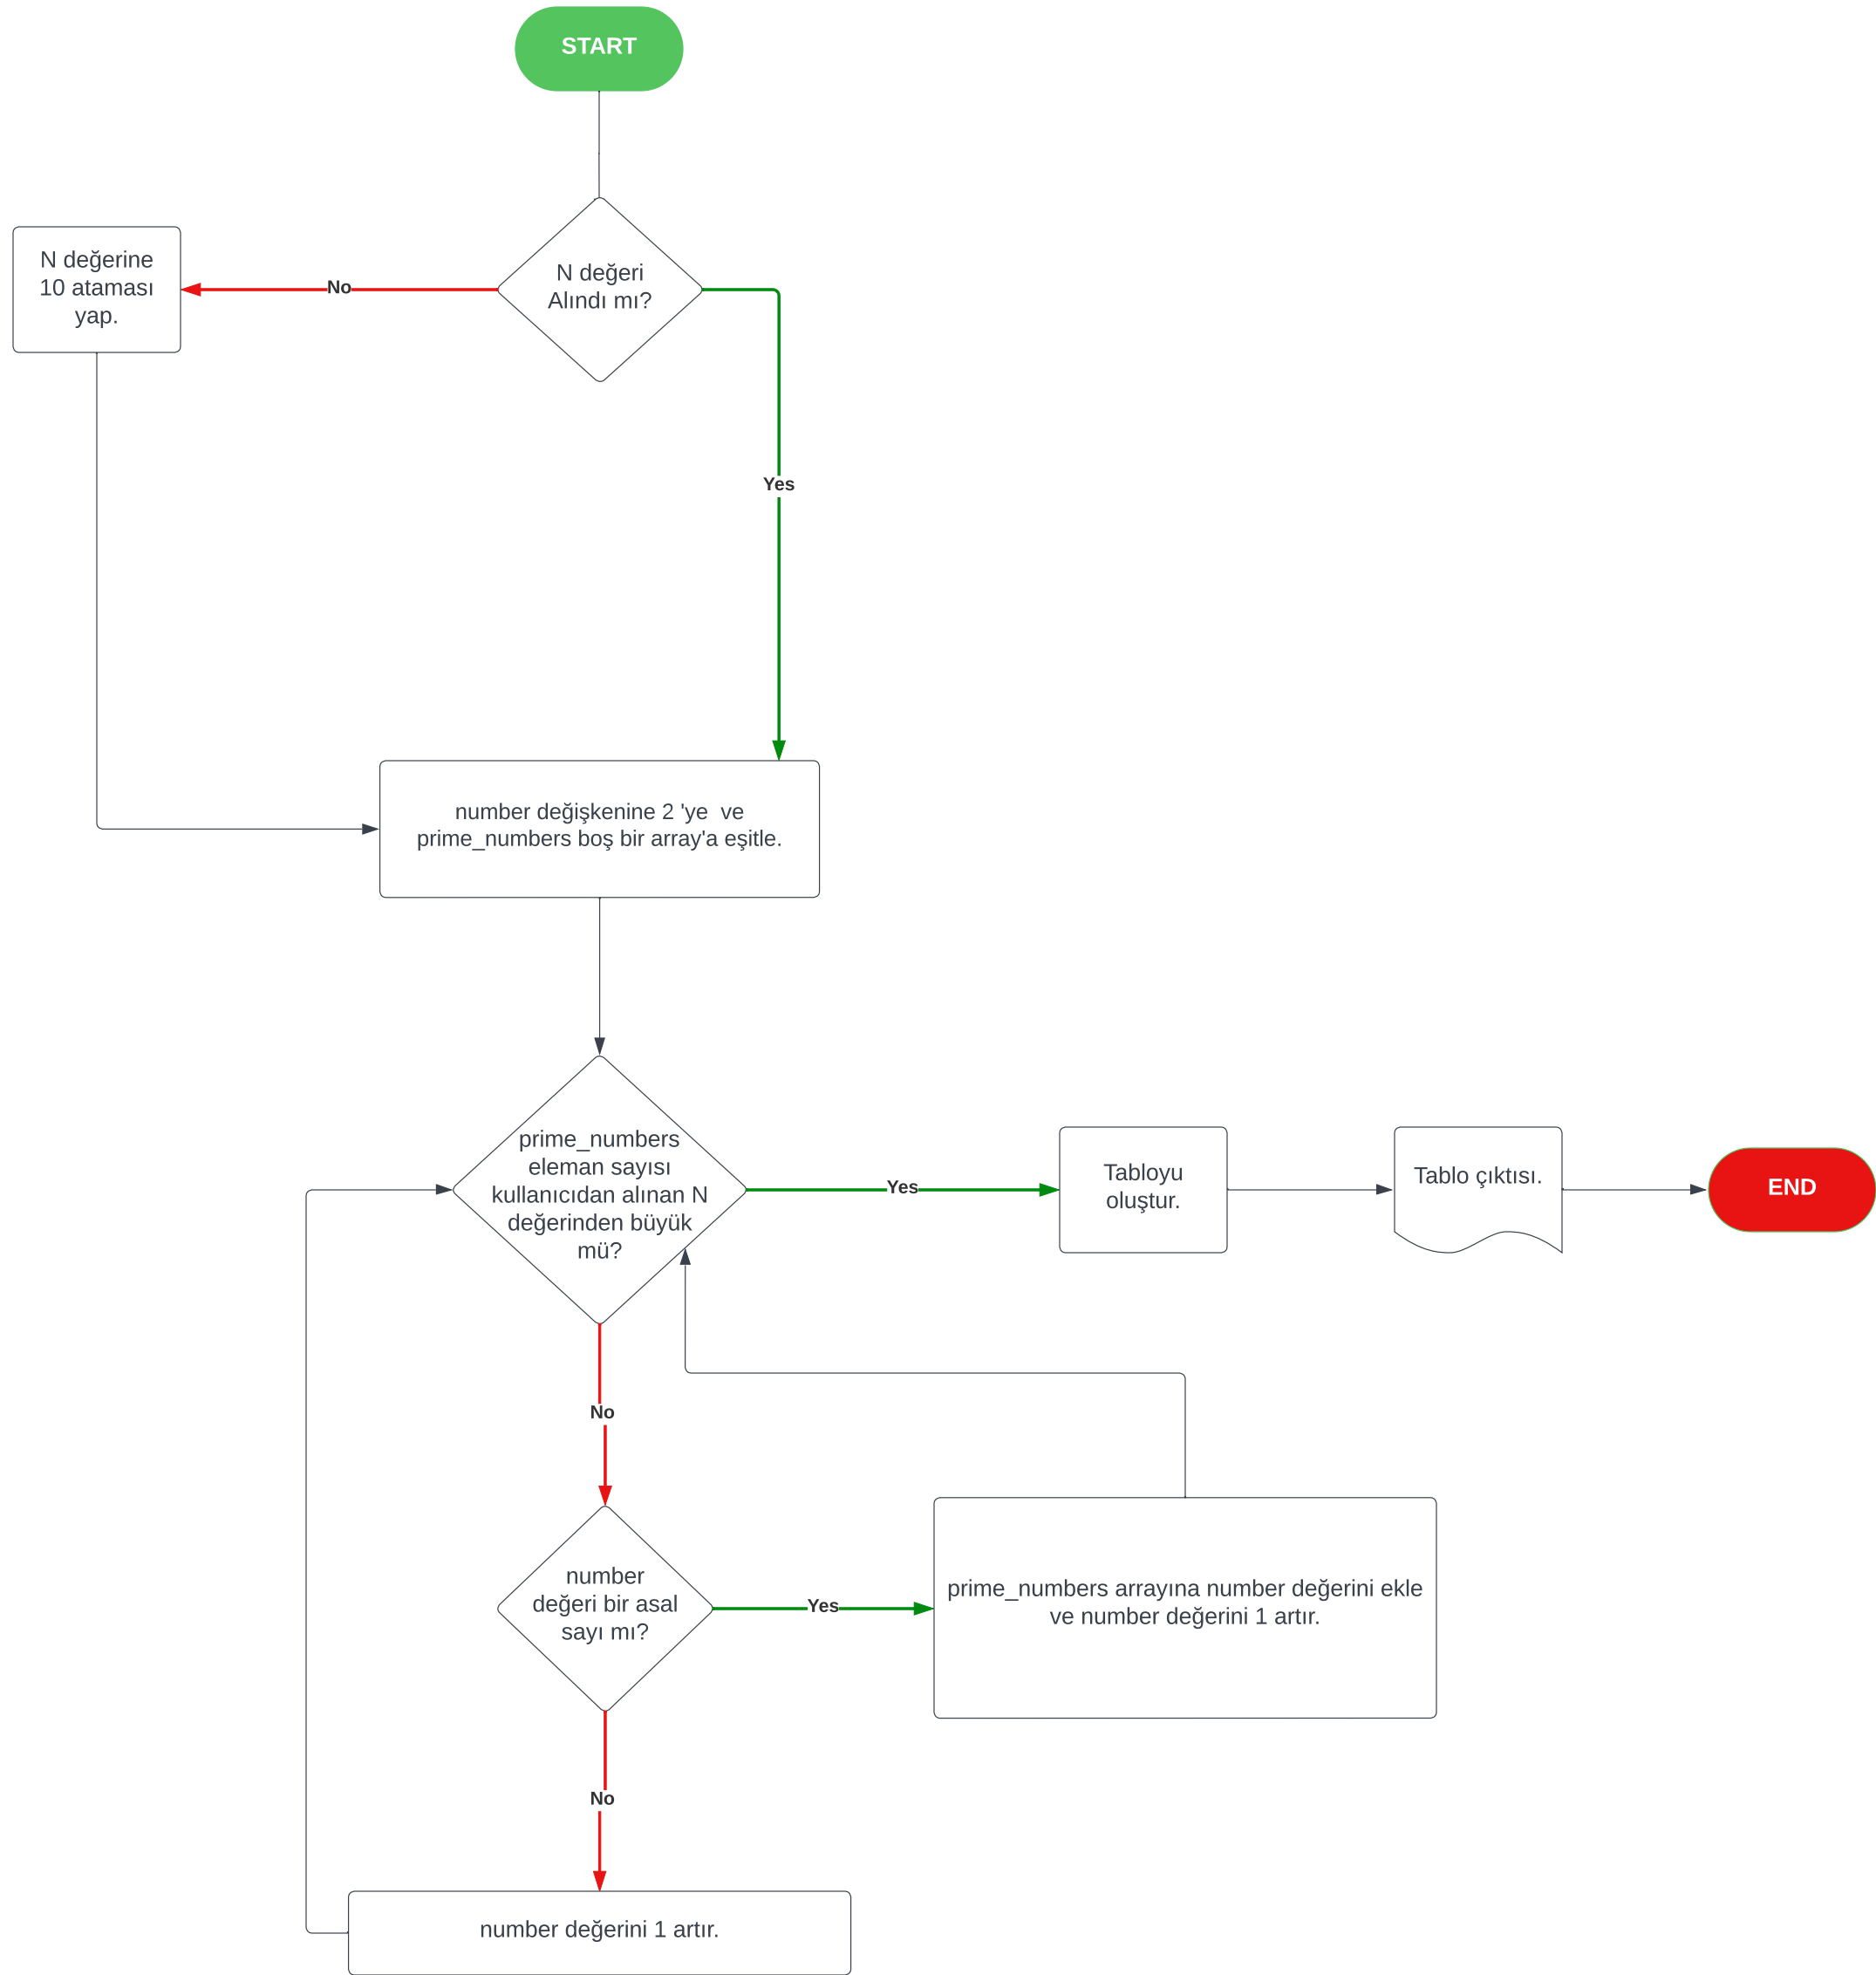 START
N değerine
10 ataması
yap.
No
N değeri
Alındı mı?
Yes
number değişkenine 2 'ye  ve
prime_numbers boş bir array'a eşitle.
prime_numbers
eleman sayısı
kullanıcıdan alınan N
değerinden büyük
mü?
Yes
Tabloyu
oluştur.
Tablo çıktısı.
END
No
number
değeri bir asal
sayı mı?
Yes
prime_numbers arrayına number değerini ekle
ve number değerini 1 artır.
No
number değerini 1 artır.